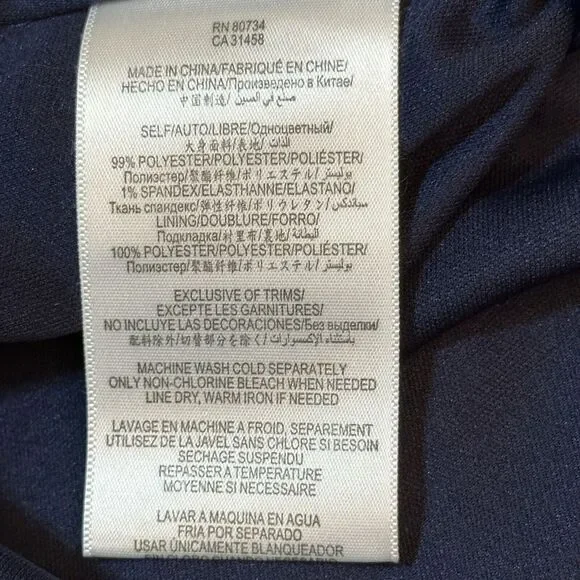 RN 80734
CA 31458
MADE IN CHINA/FABRIQUÉ EN CHINE/
HECHO EN CHINA/Произведено в Китае/
中国制造/ صنع في الصين/
SELF/AUTO/LIBRE/Одноцветный/
大身面料/表地/ الذات/
99% POLYESTER/POLYESTER/POLIÉSTER/
Полиэстер/聚酯纤维/ポリエステル/ بوليستر/
1% SPANDEX/ELASTHANNE/ELASTANO/
Ткань спандекс/弹性纤维/ポリウレタン/ سباندكس/
LINING/DOUBLURE/FORRO/
Подкладка/衬里布/裏地/ البطانة/
100% POLYESTER/POLYESTER/POLIÉSTER/
Полиэстер/聚酯纤维/ポリエステル/ بوليستر/
EXCLUSIVE OF TRIMS/
EXCEPTE LES GARNITURES/
NO INCLUYE LAS DECORACIONES/Без выделки/
配料除外/切替部分を除く/ باستثناء الإكسسوارات/
MACHINE WASH COLD SEPARATELY
ONLY NON-CHLORINE BLEACH WHEN NEEDED
LINE DRY, WARM IRON IF NEEDED
LAVAGE EN MACHINE A FROID, SEPAREMENT
UTILISEZ DE LA JAVEL SANS CHLORE SI BESOIN
SECHAGE SUSPENDU
REPASSER A TEMPERATURE
MOYENNE SI NECESSAIRE
LAVAR A MAQUINA EN AGUA
FRIA POR SEPARADO
USAR ÚNICAMENTE BLANQUEADOR